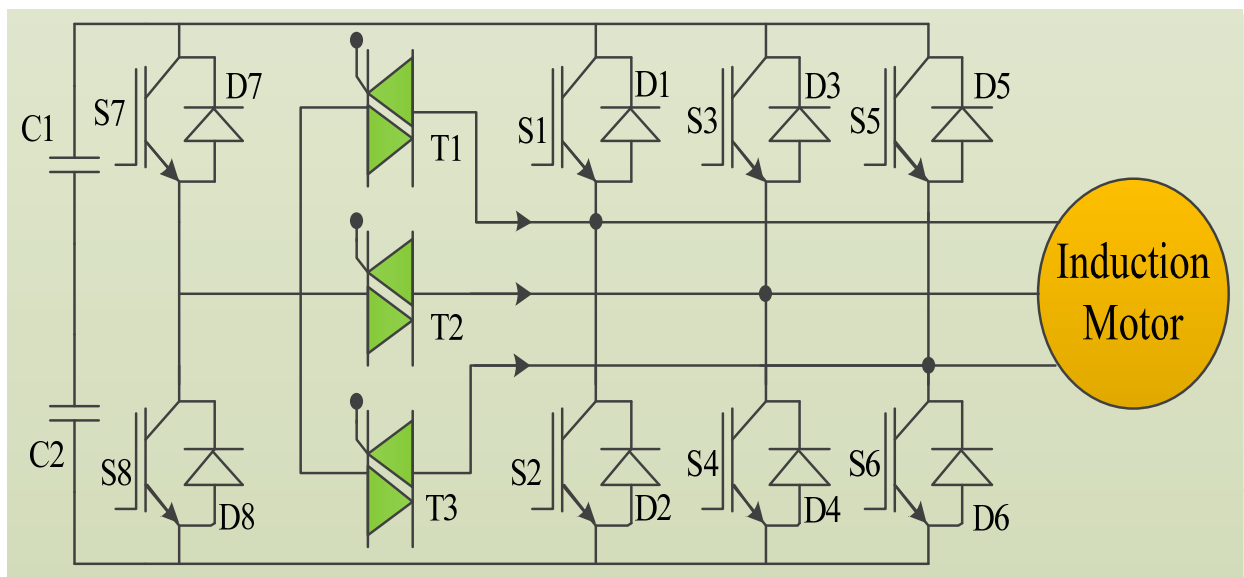 C1
C2
S7
D7
S8
D8
T1
T2
T3
S1
D1
S3
D3
S5
D5
S2
D2
S4
D4
S6
D6
Induction
Motor